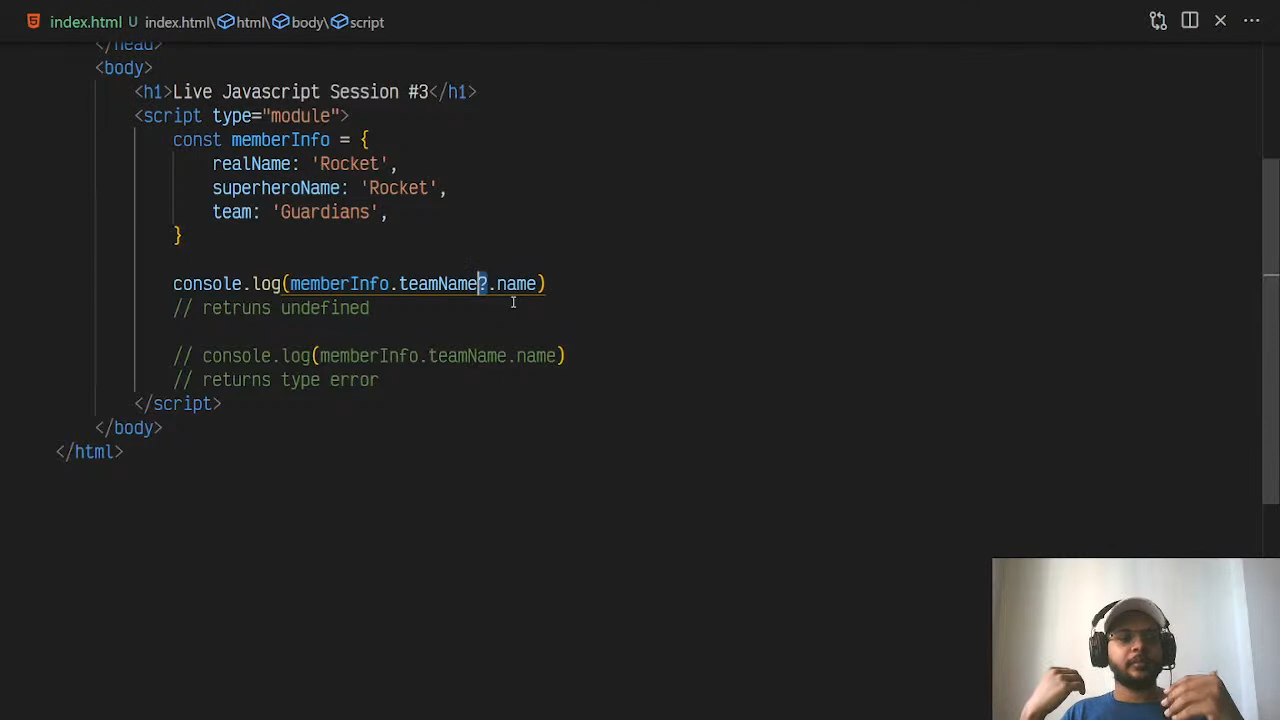 index.html U index.html\html\body\script
</head>
<body>
<h1>Live Javascript Session #3</h1>
<script type="module">
const memberInfo = {
realName: 'Rocket',
superheroName: 'Rocket',
team: 'Guardians',
}
console.log(memberInfo.teamName?.name)
// retruns undefined
// console.log(memberInfo.teamName.name)
// returns type error
</script>
</body>
</html>